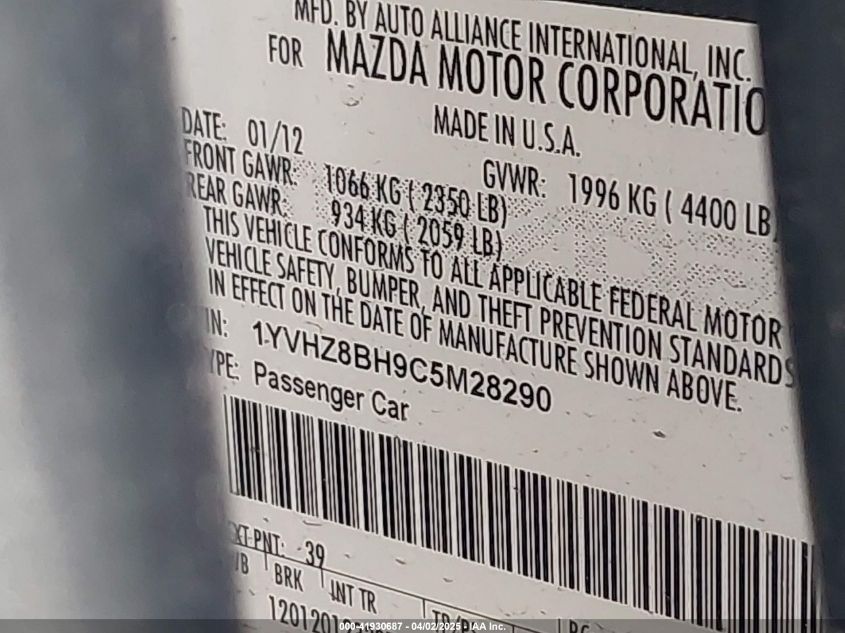 MFD. BY AUTO ALLIANCE INTERNATIONAL, INC.
FOR MAZDA MOTOR CORPORATIO
MADE IN U.S.A.
DATE: 01/12 GVWR: 1996 KG ( 4400 LB
FRONT GAWR: 1066 KG ( 2350 LB)
REAR GAWR: 934 KG ( 2059 LB)
THIS VEHICLE CONFORMS TO ALL APPLICABLE FEDERAL MOTOR
VEHICLE SAFETY, BUMPER, AND THEFT PREVENTION STANDARDS
IN EFFECT ON THE DATE OF MANUFACTURE SHOWN ABOVE.
IN: 1YVHZ8BH9C5M28290
YPE: Passenger Car
EXT PNT: 39
VB BRK INT TR
000-41930687 - 04/02/2025 - IAA Inc.